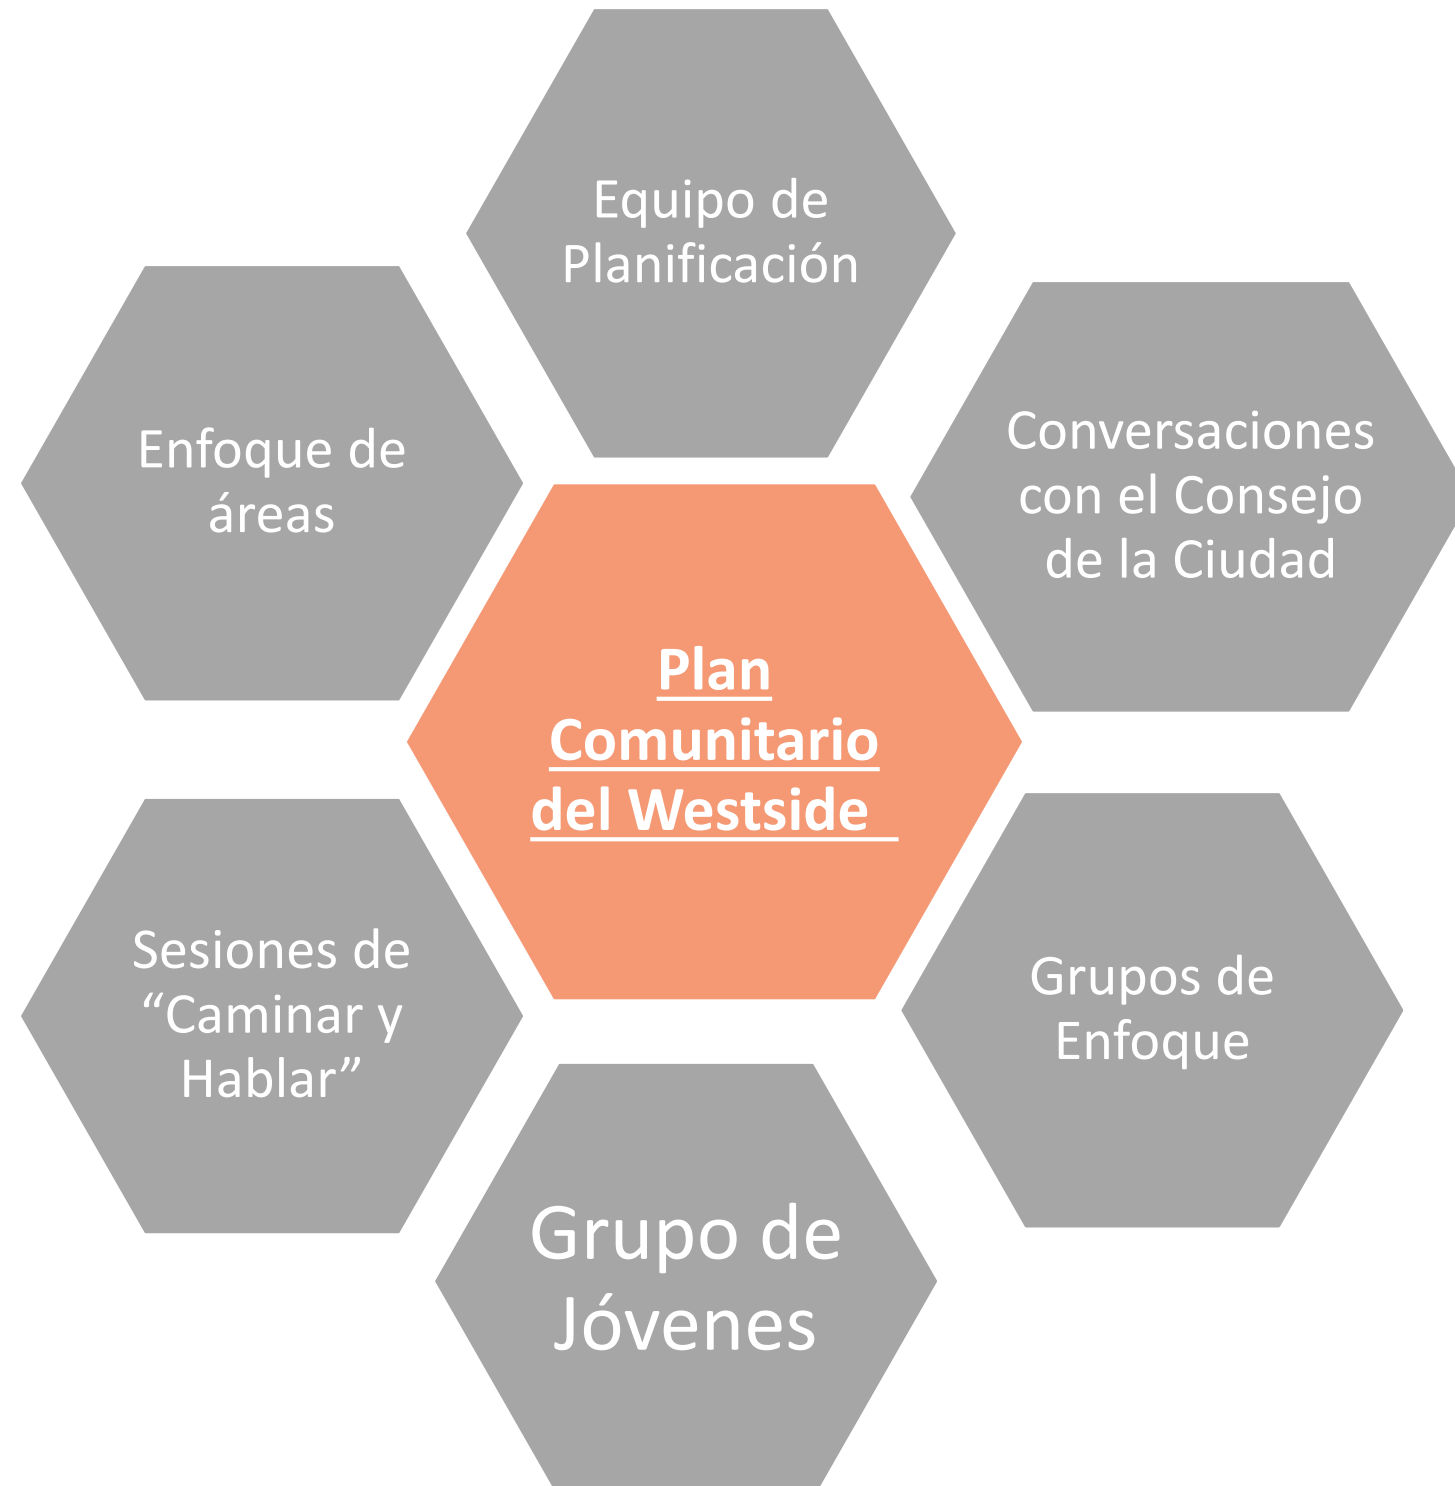 Equipo de
Planificación
Enfoque de
áreas
Conversaciones
con el Consejo
de la Ciudad
Plan
Comunitario
del Westside
Sesiones de
“Caminar y
Hablar”
Grupos de
Enfoque
Grupo de
Jóvenes